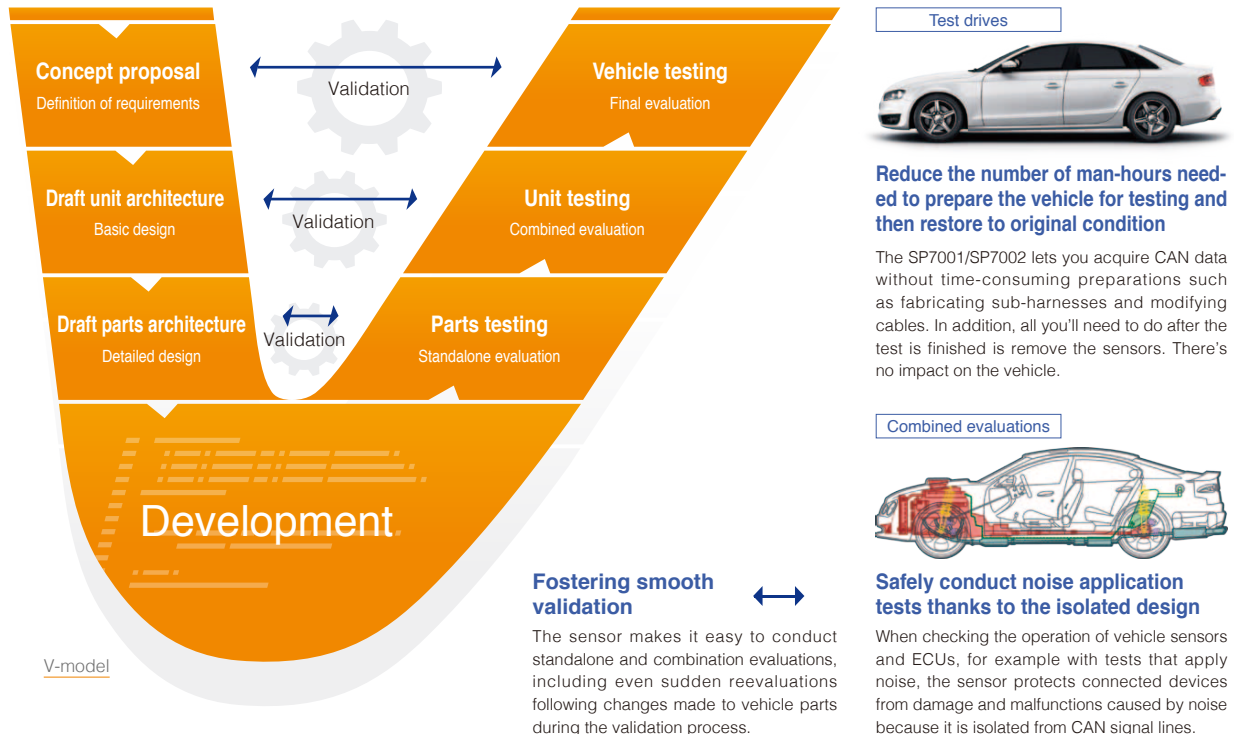 Concept proposal
Definition of requirements
Validation
Vehicle testing
Final evaluation
Draft unit architecture
Basic design
Validation
Unit testing
Combined evaluation
Draft parts architecture
Detailed design
Validation
Parts testing
Standalone evaluation
Development
V-model
Fostering smooth
validation
The sensor makes it easy to conduct
standalone and combination evaluations,
including even sudden reevaluations
following changes made to vehicle parts
during the validation process.
Test drives
Reduce the number of man-hours need-
ed to prepare the vehicle for testing and
then restore to original condition
The SP7001/SP7002 lets you acquire CAN data
without time-consuming preparations such
as fabricating sub-harnesses and modifying
cables. In addition, all you'll need to do after the
test is finished is remove the sensors. There's
no impact on the vehicle.
Combined evaluations
Safely conduct noise application
tests thanks to the isolated design
When checking the operation of vehicle sensors
and ECUs, for example with tests that apply
noise, the sensor protects connected devices
from damage and malfunctions caused by noise
because it is isolated from CAN signal lines.